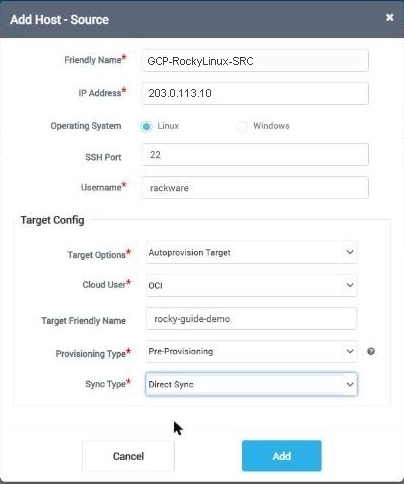 Add Host - Source ×
Friendly Name* GCP-RockyLinux-SRC
IP Address* 203.0.113.10
Operating System Linux Windows
SSH Port 22
Username* rackware
Target Config
Target Options* Autoprovision Target
Cloud User* OCI
Target Friendly Name rocky-guide-demo
Provisioning Type* Pre-Provisioning ?
Sync Type* Direct Sync
Cancel Add